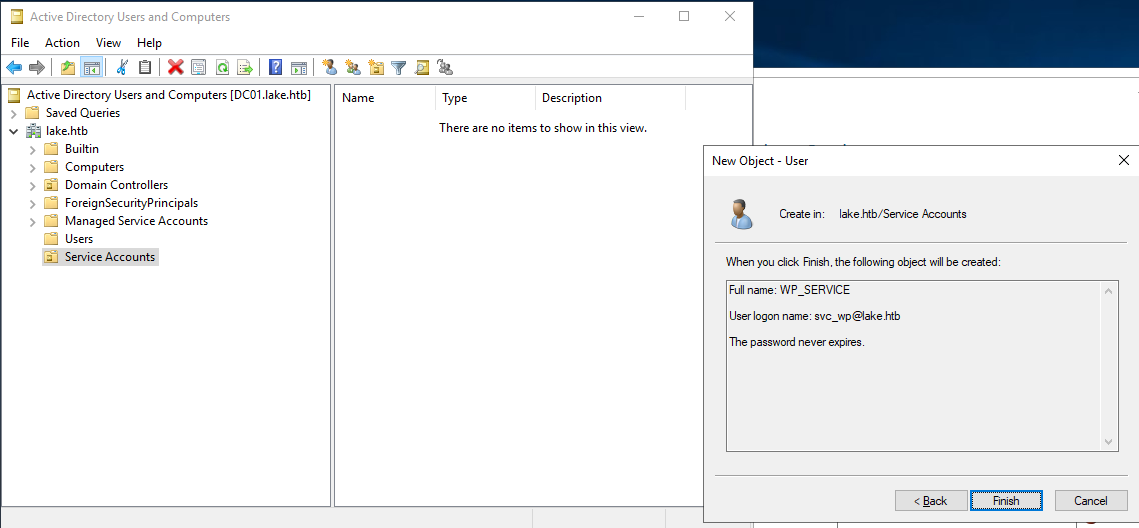 Active Directory Users and Computers
File Action View Help
Active Directory Users and Computers [DC01.lake.htb]
Saved Queries
lake.htb
Builtin
Computers
Domain Controllers
ForeignSecurityPrincipals
Managed Service Accounts
Users
Service Accounts
Name Type Description
There are no items to show in this view.
New Object - User
Create in: lake.htb/Service Accounts
When you click Finish, the following object will be created:
Full name: WP_SERVICE
User logon name: svc_wp@lake.htb
The password never expires.
< Back Finish Cancel